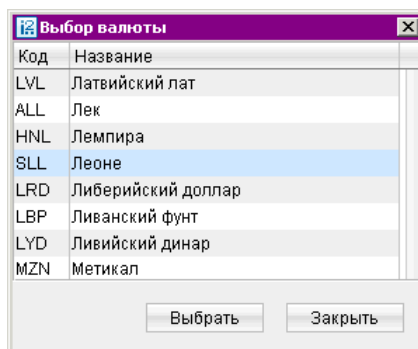 i2 Выбор валюты
Код Название
LVL Латвийский лат
ALL Лек
HNL Лемпира
SLL Леоне
LRD Либерийский доллар
LBP Ливанский фунт
LYD Ливийский динар
MZN Метикал
Выбрать Закрыть